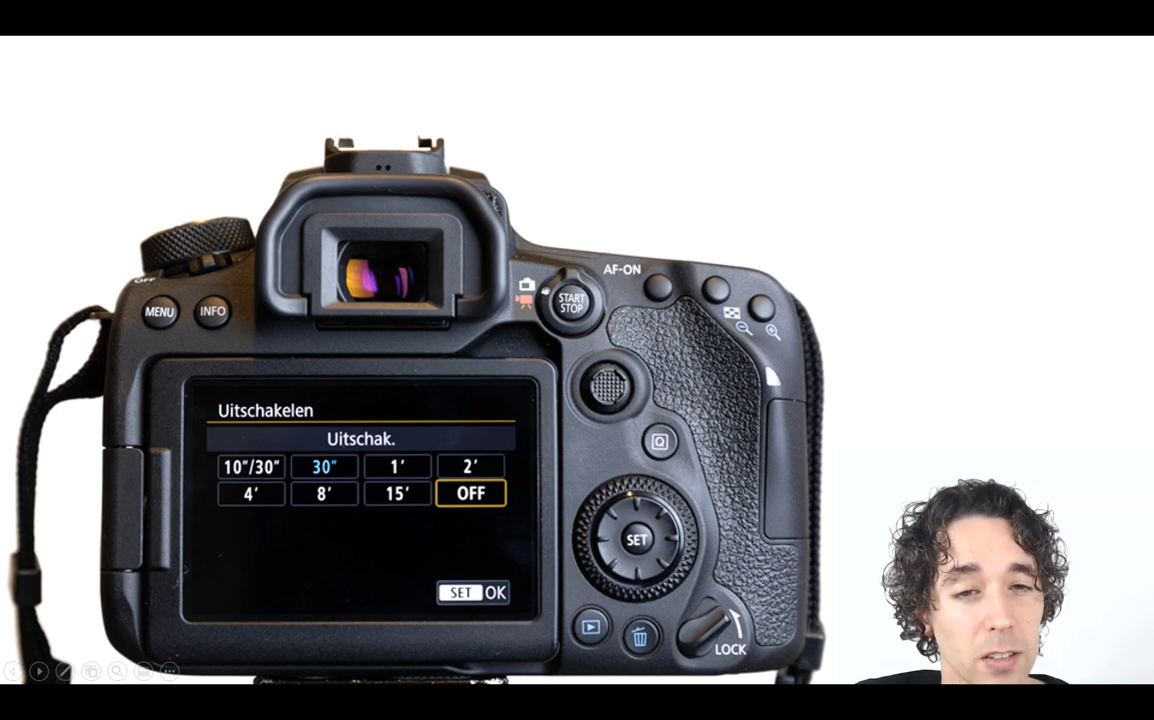 AF-ON
OFF
MENU
INFO
START
STOP
Uitschakelen
Uitschak.
10"/30" 30" 1' 2'
4' 8' 15' OFF
Q
SET
SET OK
LOCK